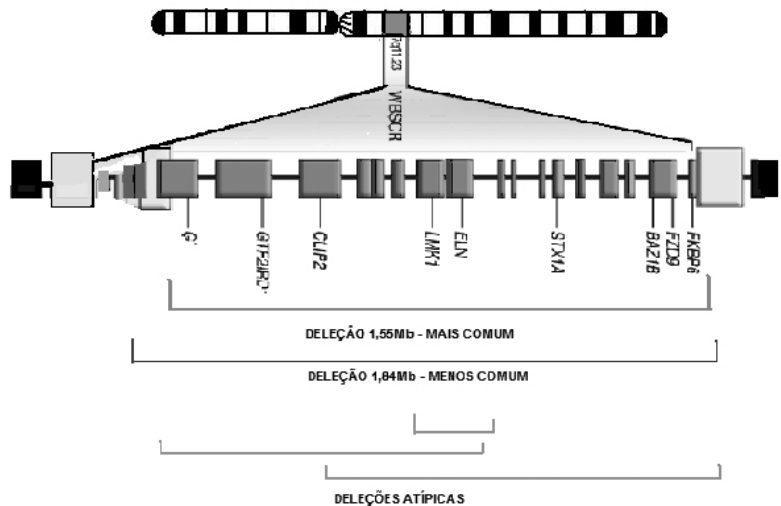 7q11.23
WBSCR
CLIP2
LMK1
ELN
STX1A
BAZ1B
FZD9
FKBP6
DELEÇÃO 1,55Mb - MAIS COMUM
DELEÇÃO 1,84Mb - MENOS COMUM
DELEÇÕES ATÍPICAS